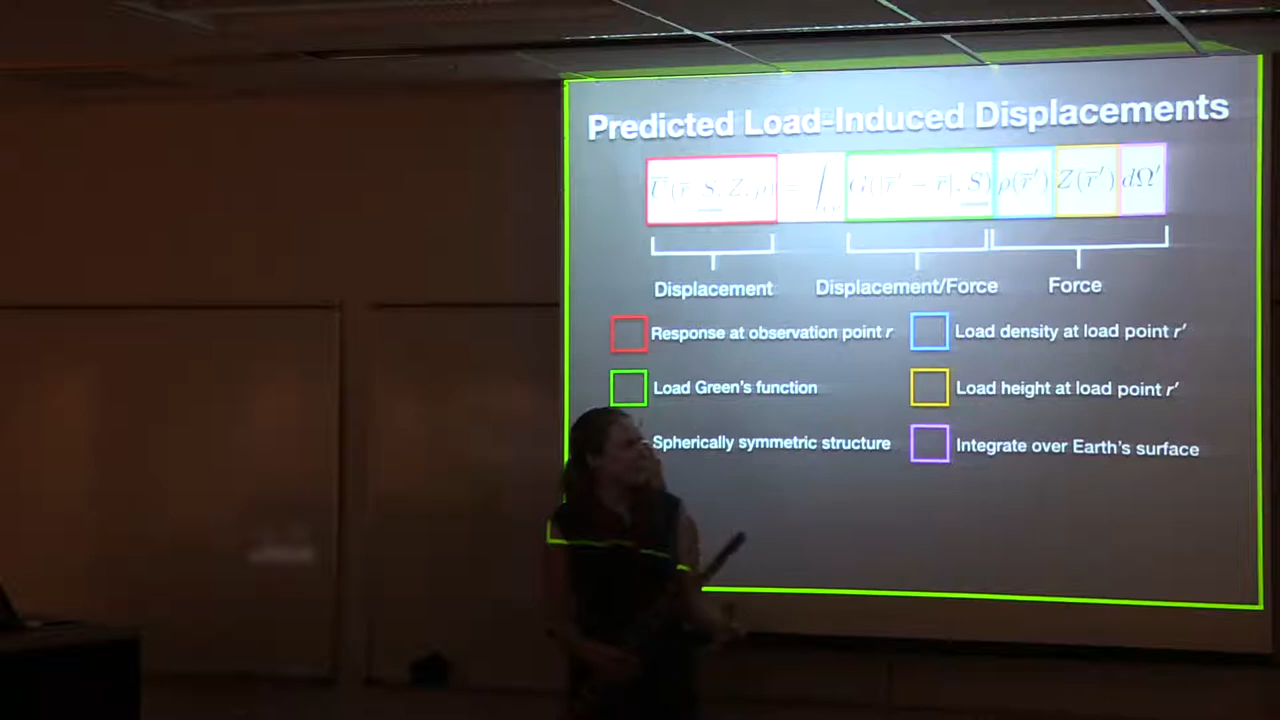 Predicted Load-Induced Displacements
U̅(r̅, S, Z, ρ) = ∫ G(|r̅′ − r̅|, S) ρ(r̅′) Z(r̅′) dΩ′
Displacement Displacement/Force Force
Response at observation point r Load density at load point r′
Load Green's function Load height at load point r′
Spherically symmetric structure Integrate over Earth's surface